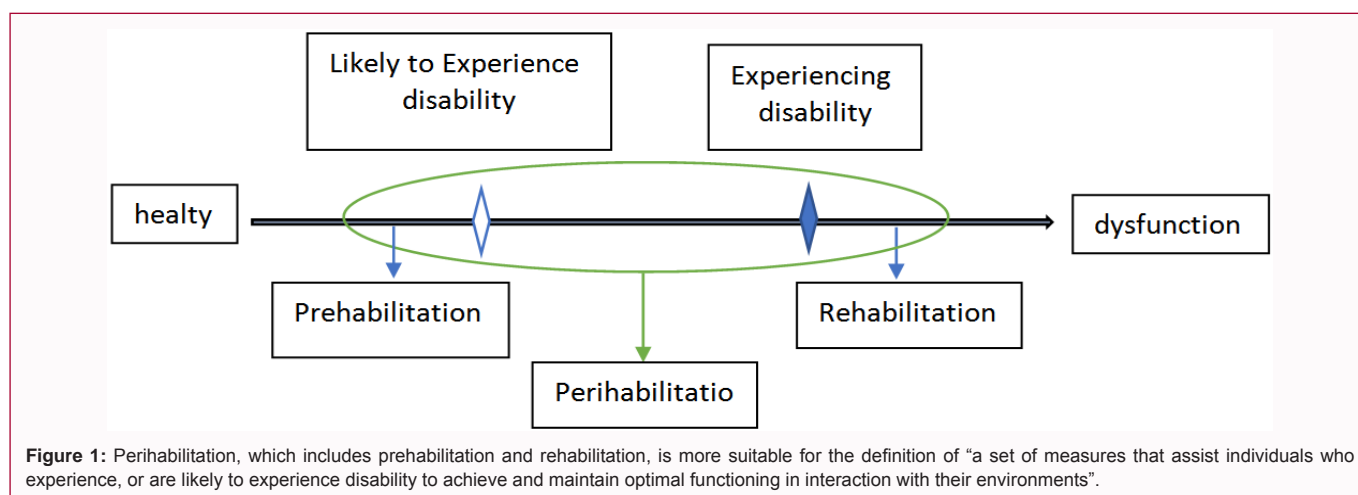 Likely to Experience
disability
Experiencing
disability
healty
dysfunction
Prehabilitation
Rehabilitation
Perihabilitatio
Figure 1: Perihabilitation, which includes prehabilitation and rehabilitation, is more suitable for the definition of “a set of measures that assist individuals who
experience, or are likely to experience disability to achieve and maintain optimal functioning in interaction with their environments”.